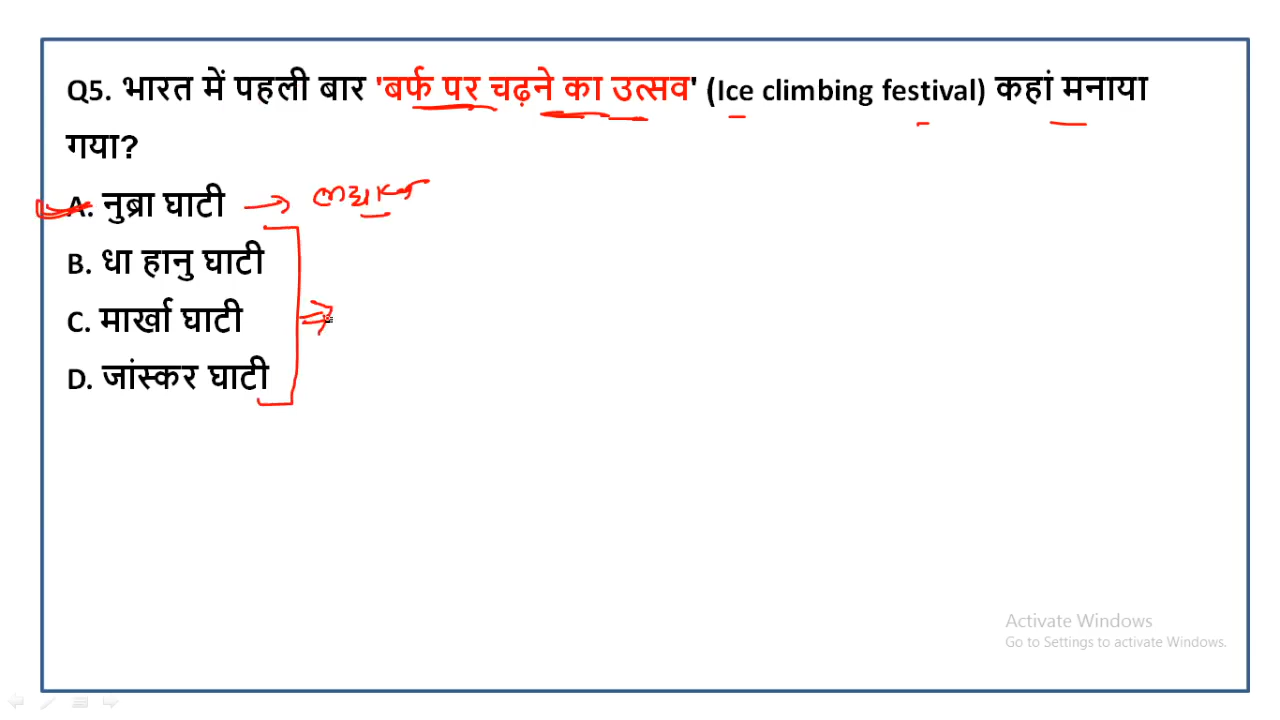 Q5. भारत में पहली बार 'बर्फ पर चढ़ने का उत्सव' (Ice climbing festival) कहां मनाया
गया?
A. नुब्रा घाटी
B. धा हानु घाटी
C. मार्खा घाटी
D. जांस्कर घाटी
Activate Windows
Go to Settings to activate Windows.